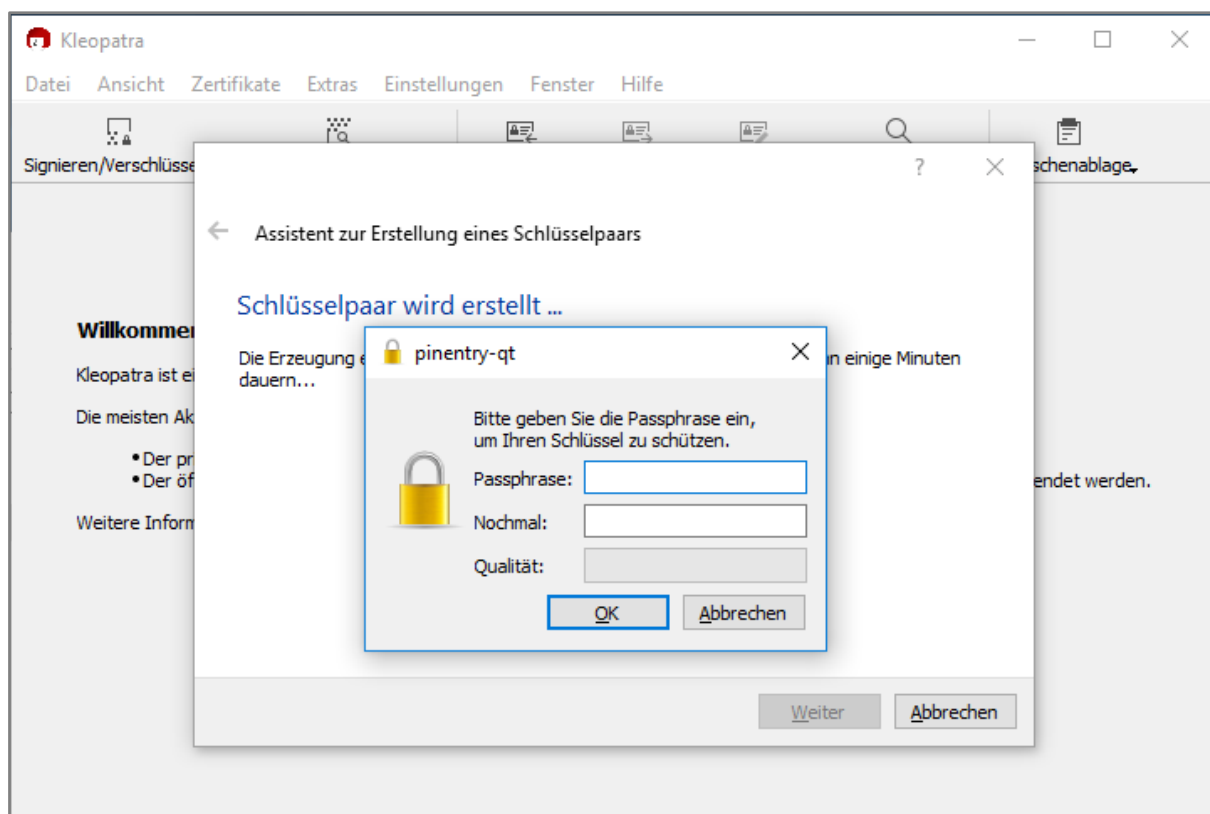 Kleopatra
Datei Ansicht Zertifikate Extras Einstellungen Fenster Hilfe
Signieren/Verschlüsse
schenablage
?
Assistent zur Erstellung eines Schlüsselpaars
Schlüsselpaar wird erstellt ...
Willkommen
Die Erzeugung e
n einige Minuten
dauern...
Kleopatra ist ei
Die meisten Ak
• Der pr
• Der öf
endet werden.
Weitere Inform
pinentry-qt
Bitte geben Sie die Passphrase ein,
um Ihren Schlüssel zu schützen.
Passphrase:
Nochmal:
Qualität:
OK Abbrechen
Weiter Abbrechen